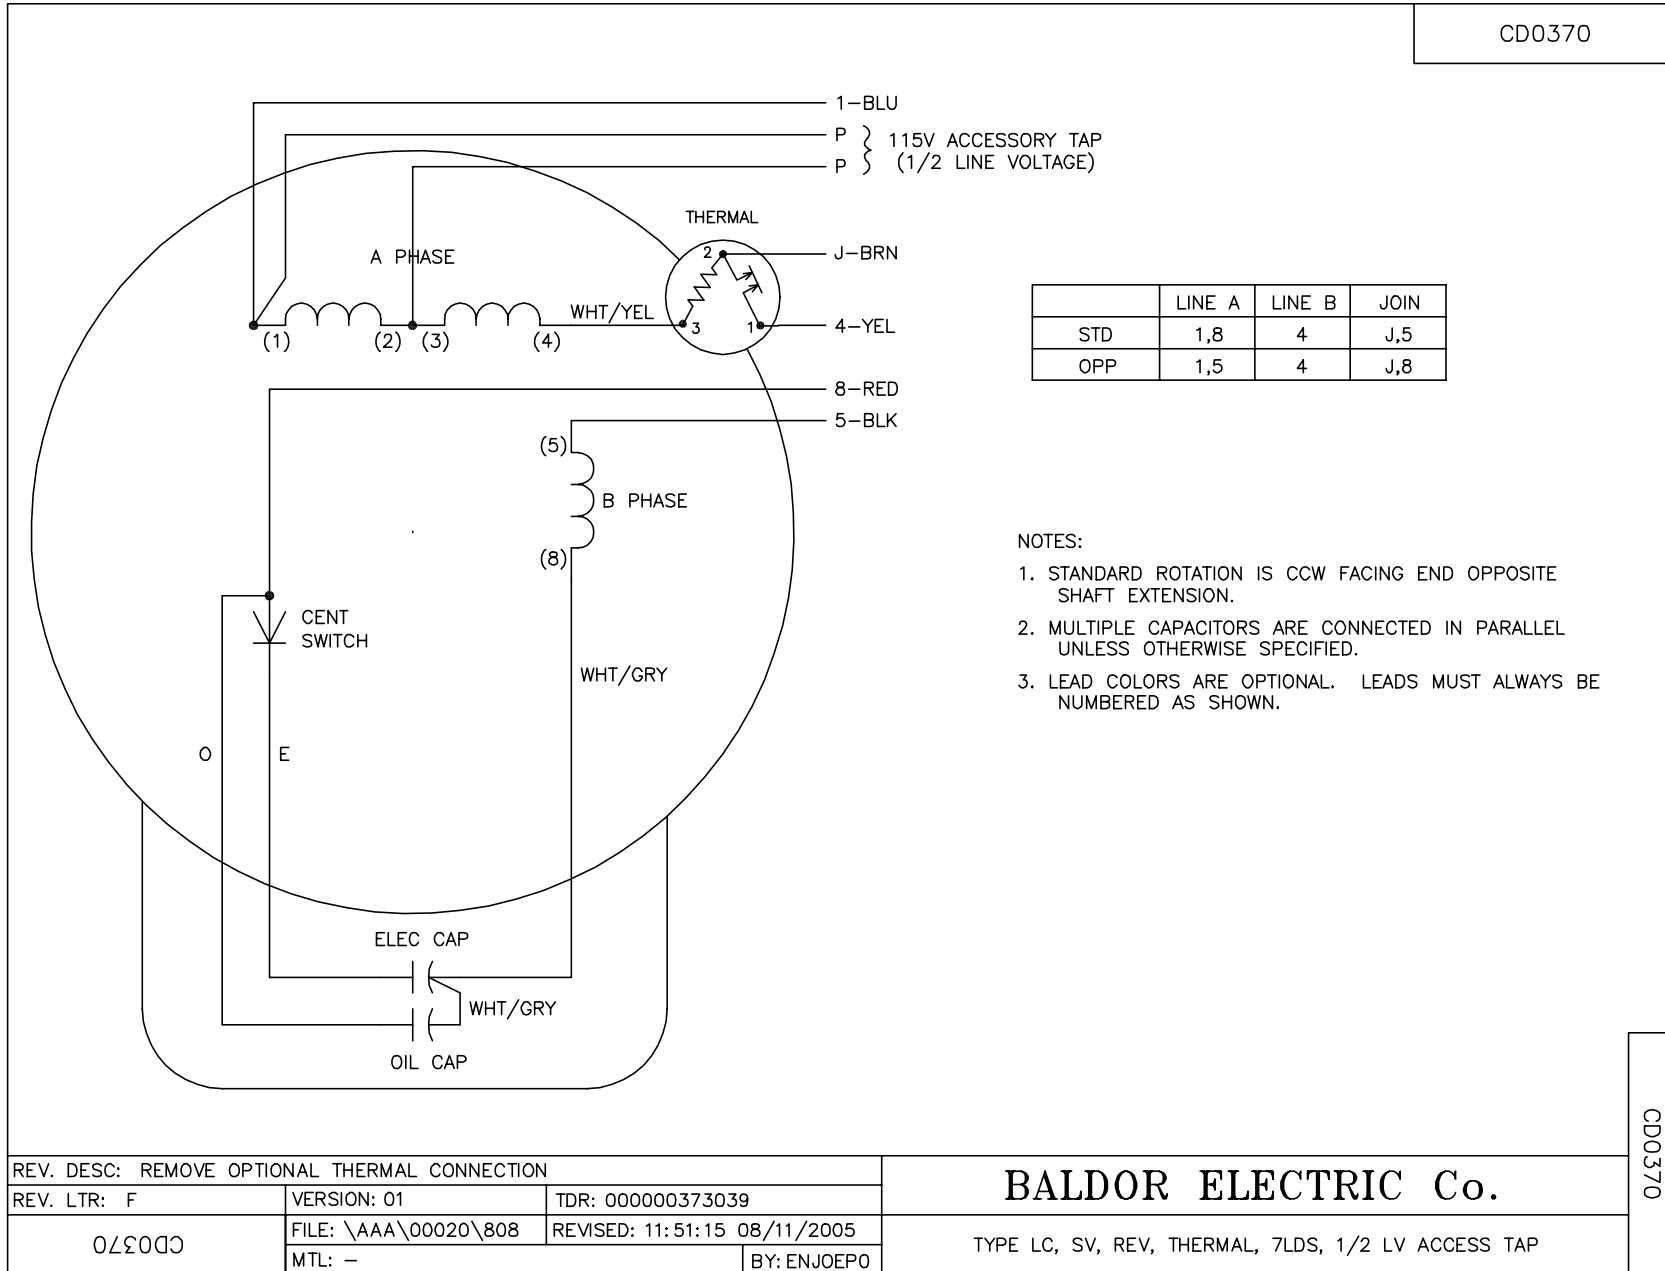 CD0370
1-BLU
P
115V ACCESSORY TAP
P
(1/2 LINE VOLTAGE)
THERMAL
A PHASE
2
J-BRN
WHT/YEL
3
1
4-YEL
(1)
(2)
(3)
(4)
8-RED
5-BLK
(5)
B PHASE
(8)
CENT
SWITCH
WHT/GRY
O
E
ELEC CAP
WHT/GRY
OIL CAP
LINE A LINE B JOIN
STD 1,8 4 J,5
OPP 1,5 4 J,8
NOTES:
1. STANDARD ROTATION IS CCW FACING END OPPOSITE
SHAFT EXTENSION.
2. MULTIPLE CAPACITORS ARE CONNECTED IN PARALLEL
UNLESS OTHERWISE SPECIFIED.
3. LEAD COLORS ARE OPTIONAL. LEADS MUST ALWAYS BE
NUMBERED AS SHOWN.
CD0370
REV. DESC: REMOVE OPTIONAL THERMAL CONNECTION
REV. LTR: F
VERSION: 01
TDR: 000000373039
FILE: \AAA\00020\808
REVISED: 11:51:15 08/11/2005
CD0370
MTL: -
BY: ENJOEPO
BALDOR ELECTRIC Co.
TYPE LC, SV, REV, THERMAL, 7LDS, 1/2 LV ACCESS TAP